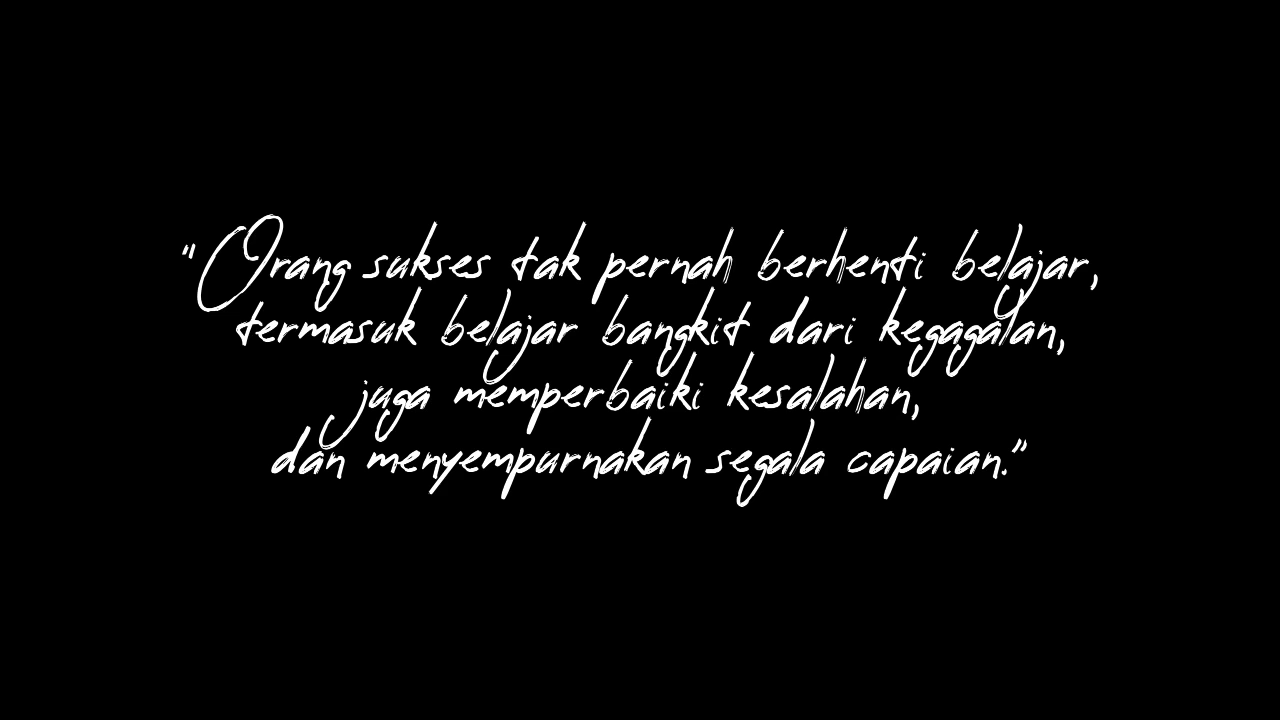 "Orang sukses tak pernah berhenti belajar,
termasuk belajar bangkit dari kegagalan,
juga memperbaiki kesalahan,
dan menyempurnakan segala capaian."